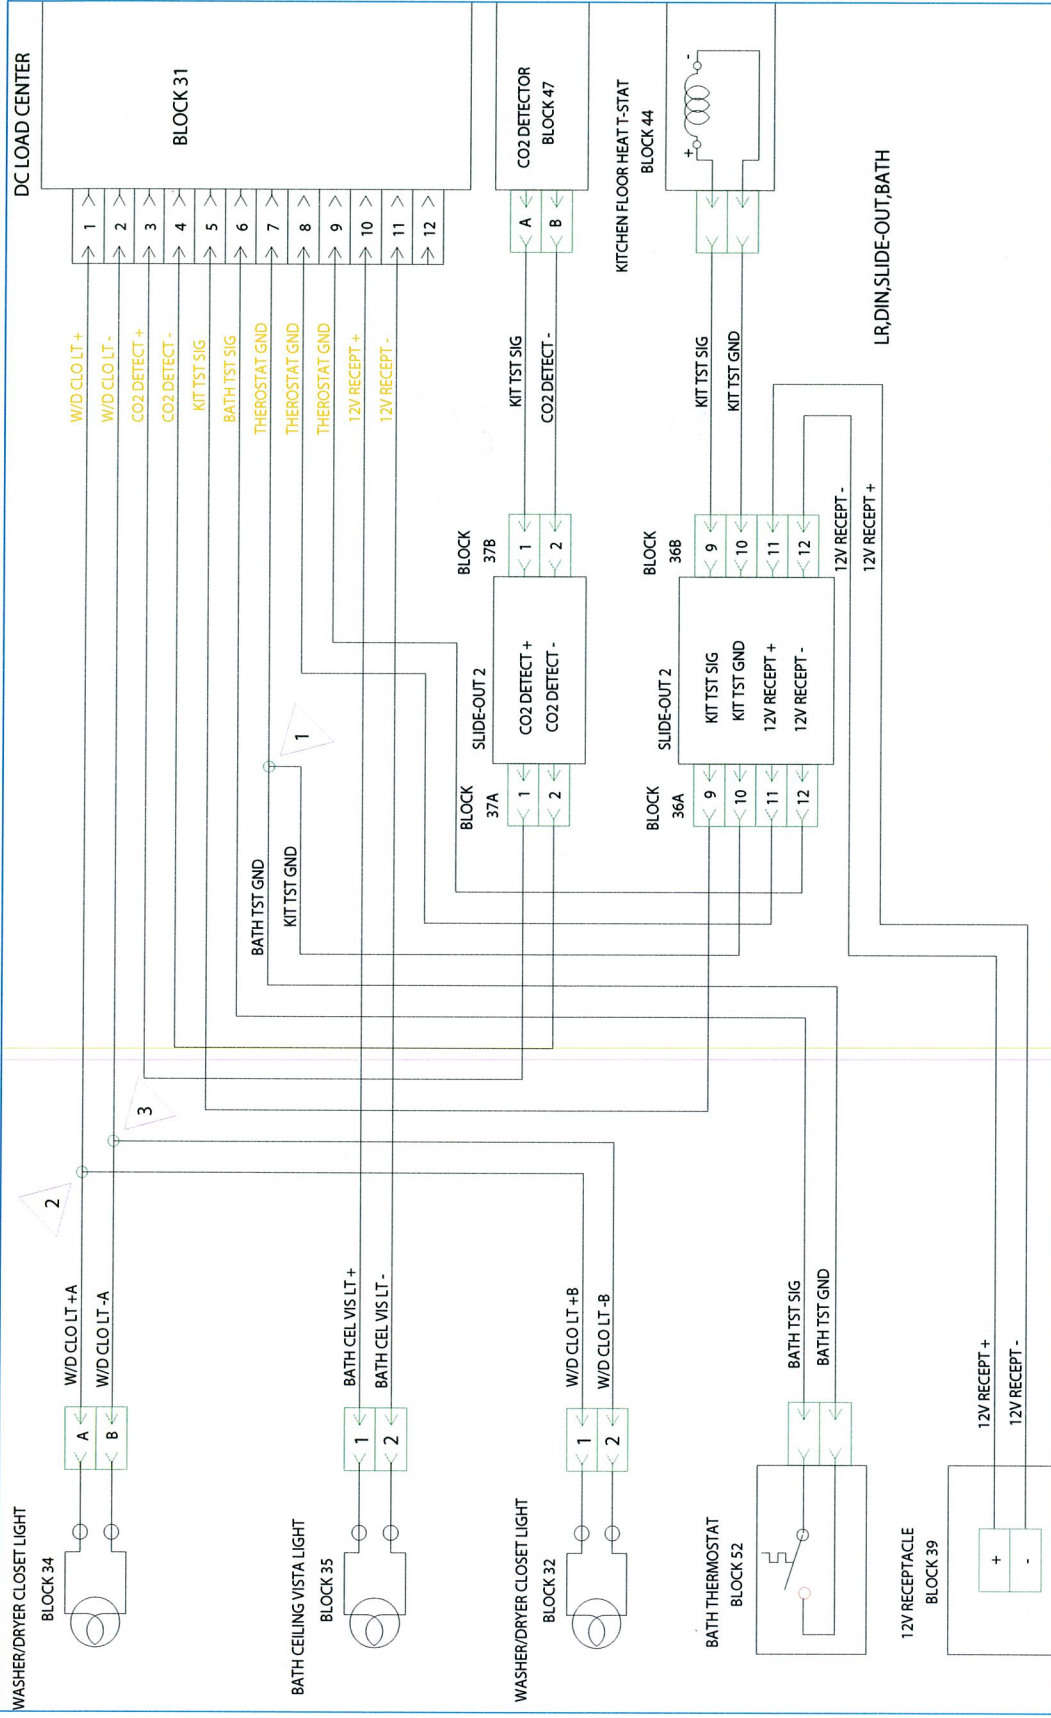 DC LOAD CENTER
BLOCK 31
1
2
3
4
5
6
7
8
9
10
11
12
W/D CLO LT +
W/D CLO LT -
CO2 DETECT +
CO2 DETECT -
KIT TST SIG
BATH TST SIG
THEROSTAT GND
THEROSTAT GND
THEROSTAT GND
12V RECEPT +
12V RECEPT -
CO2 DETECTOR
BLOCK 47
A
B
KIT TST SIG
CO2 DETECT -
KITCHEN FLOOR HEAT T-STAT
BLOCK 44
+
-
KIT TST SIG
KIT TST GND
LR,DIN,SLIDE-OUT,BATH
BLOCK
37B
1
2
SLIDE-OUT 2
CO2 DETECT +
CO2 DETECT -
BLOCK
37A
1
2
BLOCK
36B
9
10
11
12
12V RECEPT -
12V RECEPT +
SLIDE-OUT 2
KIT TST SIG
KIT TST GND
12V RECEPT +
12V RECEPT -
BLOCK
36A
9
10
11
12
1
BATH TST GND
KIT TST GND
3
2
W/D CLO LT +A
W/D CLO LT -A
A
B
WASHER/DRYER CLOSET LIGHT
BLOCK 34
BATH CEL VIS LT +
BATH CEL VIS LT -
1
2
BATH CEILING VISTA LIGHT
BLOCK 35
W/D CLO LT +B
W/D CLO LT -B
1
2
WASHER/DRYER CLOSET LIGHT
BLOCK 32
BATH TST SIG
BATH TST GND
BATH THERMOSTAT
BLOCK 52
12V RECEPT +
12V RECEPT -
12V RECEPTACLE
BLOCK 39
+
-